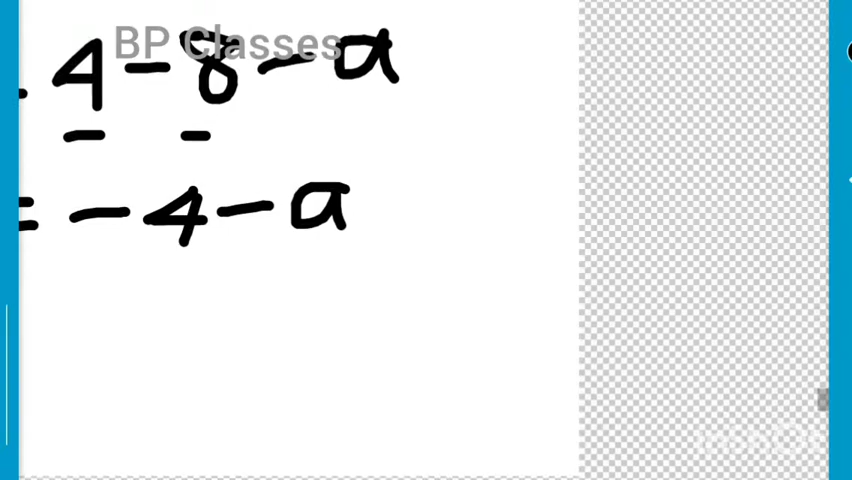 BP Classes
4-8-a
= -4-a